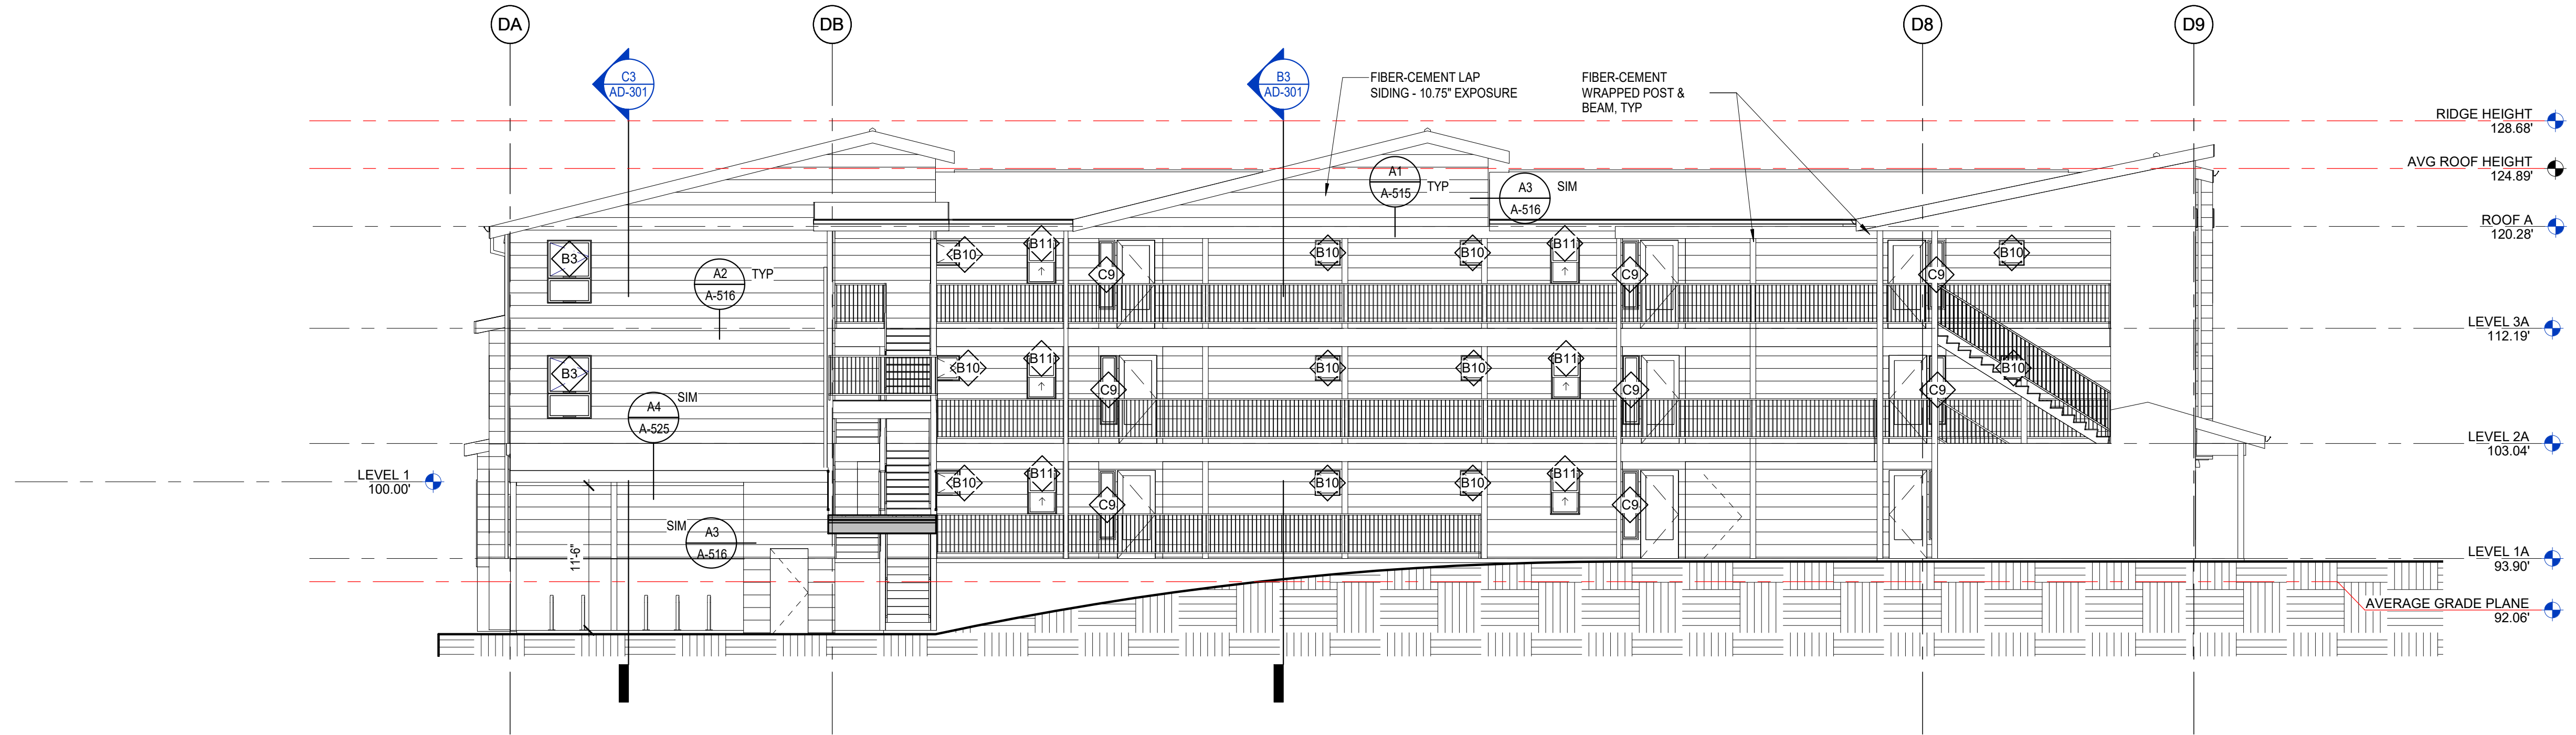 DA
DB
D8
D9
C3
AD-301
B3
AD-301
FIBER-CEMENT LAP
SIDING - 10.75" EXPOSURE
FIBER-CEMENT
WRAPPED POST &
BEAM, TYP
RIDGE HEIGHT
128.68'
AVG ROOF HEIGHT
124.89'
A1
A-515
TYP
A3
A-516
SIM
ROOF A
120.28'
B3
A2
A-516
TYP
B10
B11
C9
B10
B10
B11
C9
C9
B10
LEVEL 3A
112.19'
B3
B10
B11
C9
B10
B10
B11
C9
C9
B10
A4
A-525
SIM
LEVEL 2A
103.04'
LEVEL 1
100.00'
B10
B11
C9
B10
B10
B11
C9
SIM
A3
A-516
11'-6"
LEVEL 1A
93.90'
AVERAGE GRADE PLANE
92.06'